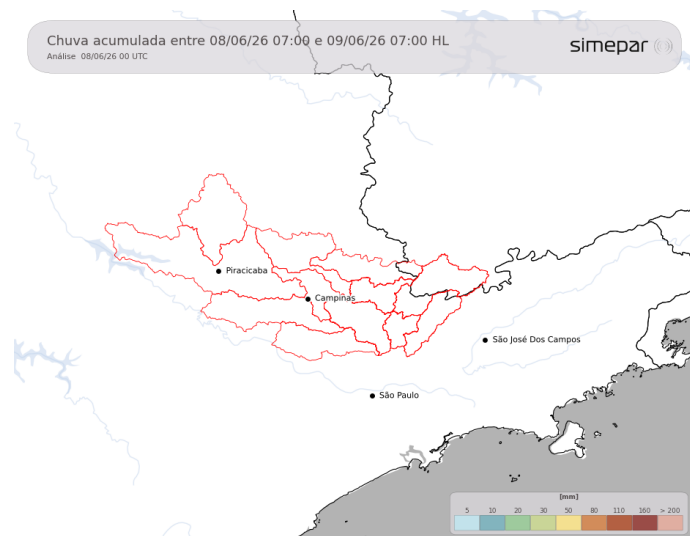 Chuva acumulada entre 08/06/26 07:00 e 09/06/26 07:00 HL
Análise 08/06/26 00 UTC
simepar
Piracicaba
Campinas
São José Dos Campos
São Paulo
[mm]
5 10 20 30 50 80 110 160 > 200